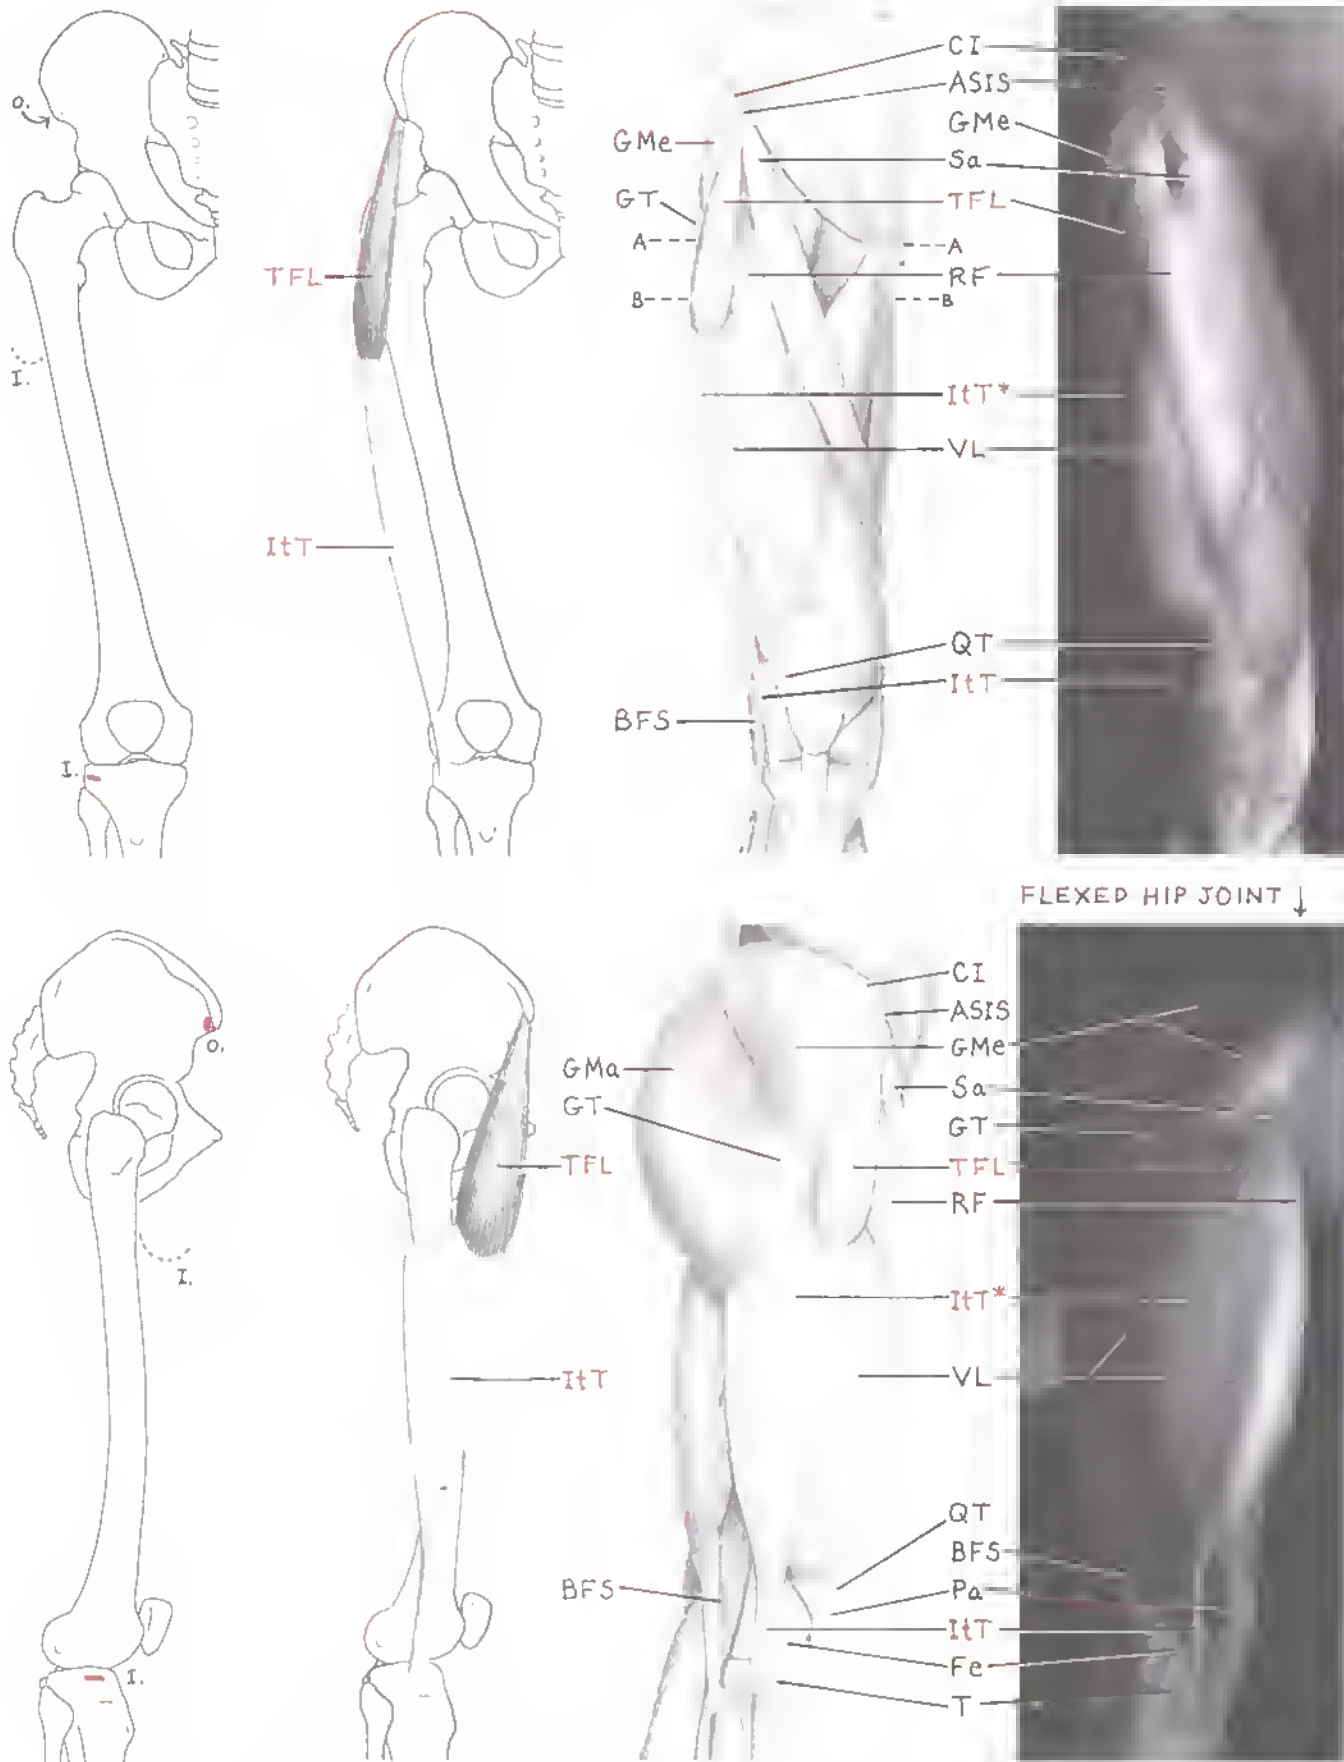 CI
ASIS
O.
GMe
GMe
Sa
GT
TFL
A
A
TFL
RF
B
B
I.
ItT*
VL
ItT
QT
ItT
BFS
I.
FLEXED HIP JOINT ↓
CI
ASIS
O.
GMe
GMa
Sa
GT
GT
TFL
TFL
RF
I.
ItT*
ItT
VL
QT
BFS
BFS
Pa
ItT
Fe
I.
T